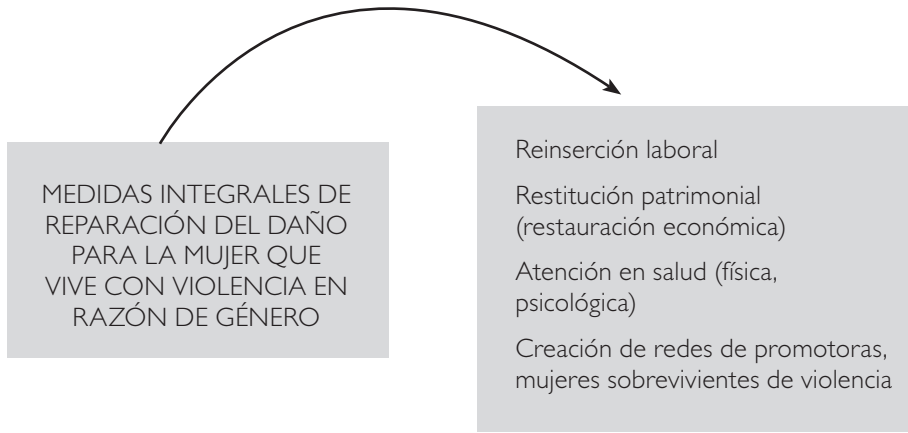 MEDIDAS INTEGRALES DE
REPARACIÓN DEL DAÑO
PARA LA MUJER QUE
VIVE CON VIOLENCIA EN
RAZÓN DE GÉNERO
Reinserción laboral
Restitución patrimonial
(restauración económica)
Atención en salud (física,
psicológica)
Creación de redes de promotoras,
mujeres sobrevivientes de violencia